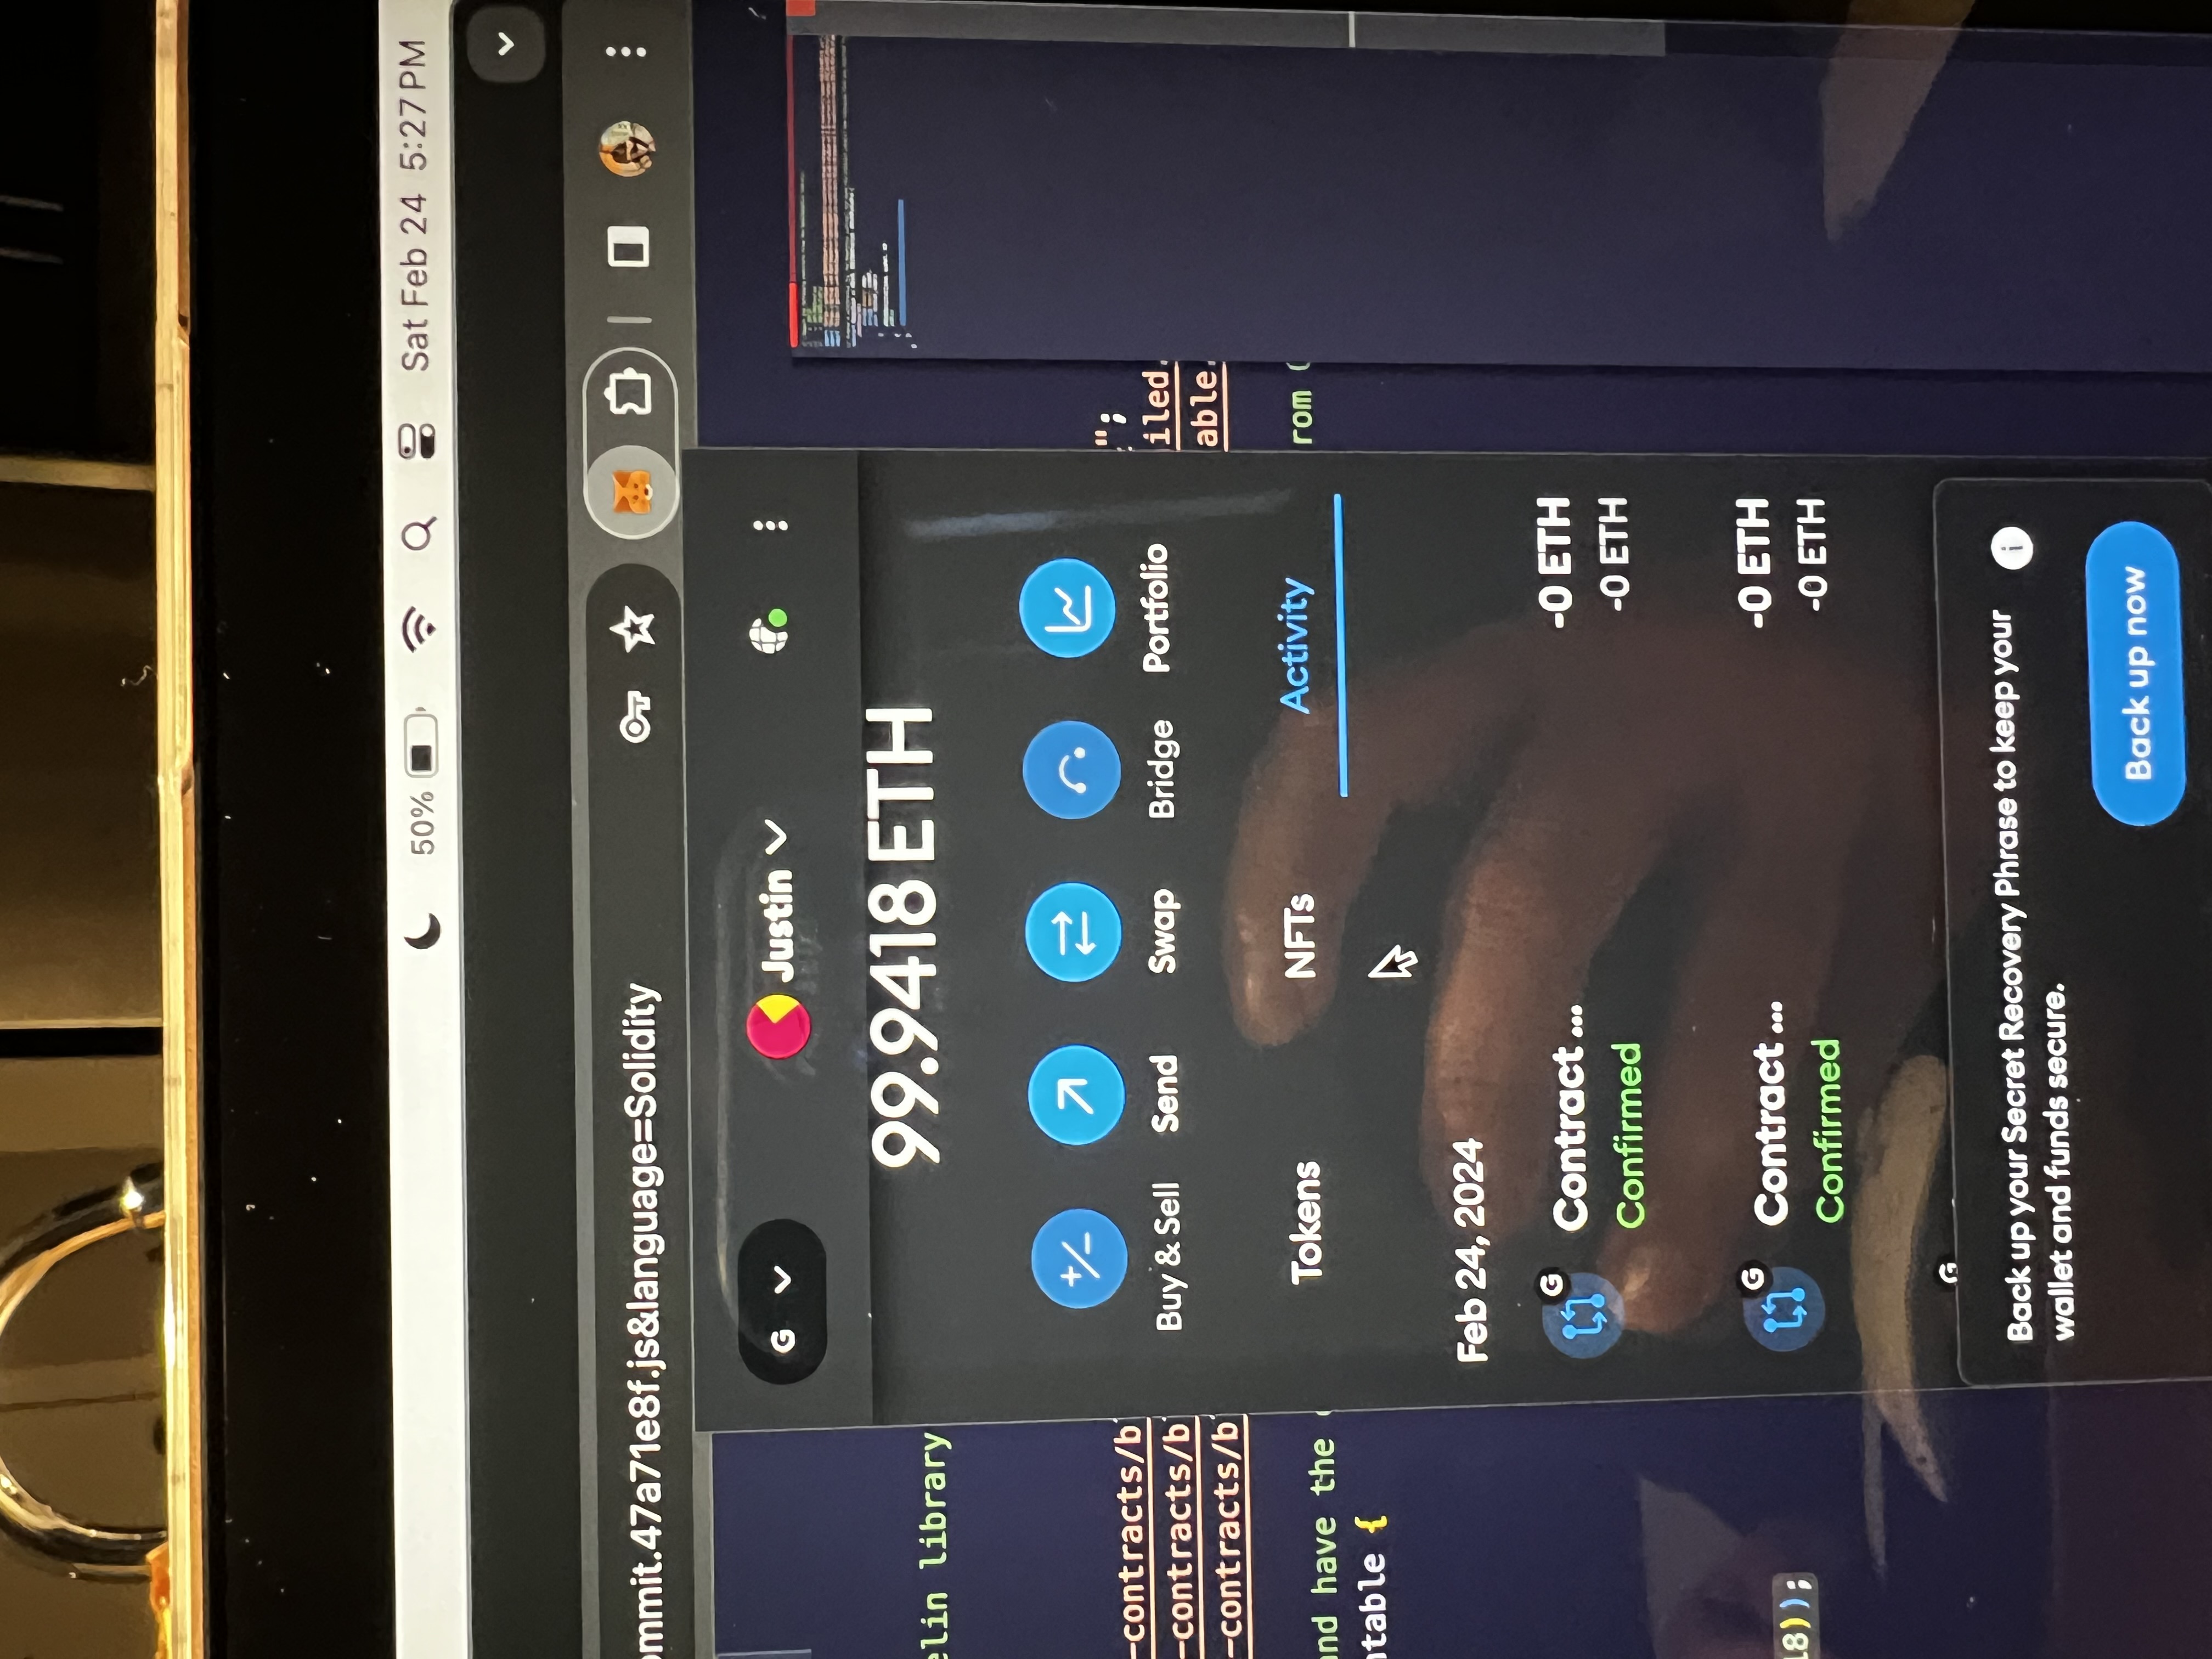 50%
Sat Feb 24 5:27 PM
ommit.47a71e8f.js&language=Solidity
G
Justin
99.9418 ETH
elin library
Buy & Sell
Send
Swap
Bridge
Portfolio
-contracts/b
";
-contracts/b
iled.
-contracts/b
able.
Tokens
NFTs
Activity
and have the
rom
ntable {
Feb 24, 2024
G
Contract ...
-0 ETH
Confirmed
-0 ETH
G
Contract ...
-0 ETH
18));
Confirmed
-0 ETH
G
Back up your Secret Recovery Phrase to keep your
wallet and funds secure.
i
Back up now